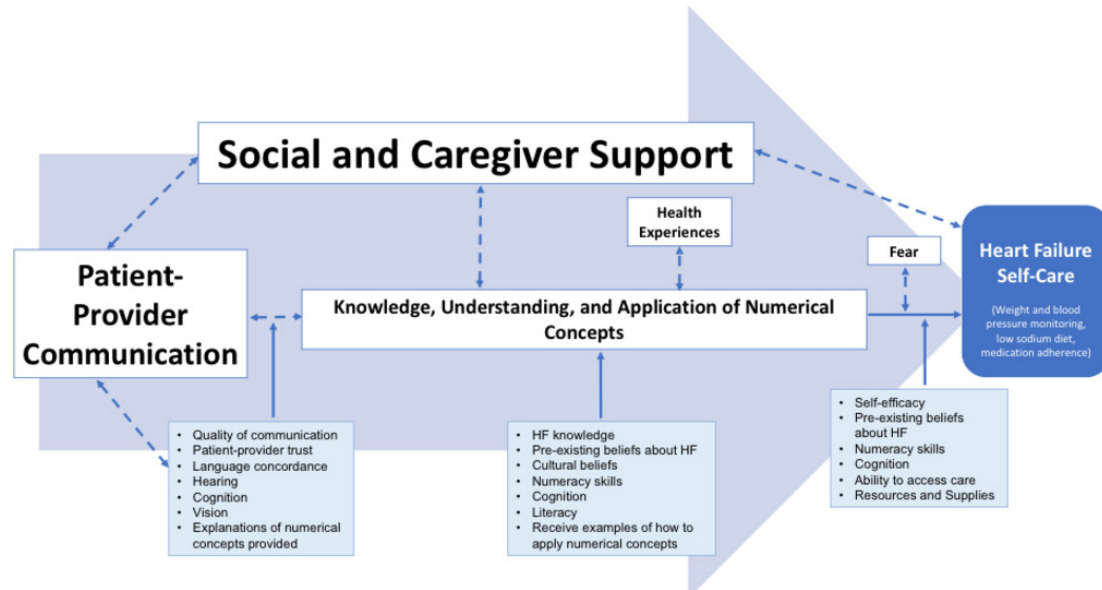 Social and Caregiver Support
Health
Experiences
Fear
Patient-
Provider
Communication
Knowledge, Understanding, and Application of Numerical
Concepts
Heart Failure
Self-Care
(Weight and blood
pressure monitoring,
low sodium diet,
medication adherence)
• Quality of communication
• Patient-provider trust
• Language concordance
• Hearing
• Cognition
• Vision
• Explanations of numerical
concepts provided
• HF knowledge
• Pre-existing beliefs about HF
• Cultural beliefs
• Numeracy skills
• Cognition
• Literacy
• Receive examples of how to
apply numerical concepts
• Self-efficacy
• Pre-existing beliefs
about HF
• Numeracy skills
• Cognition
• Ability to access care
• Resources and Supplies